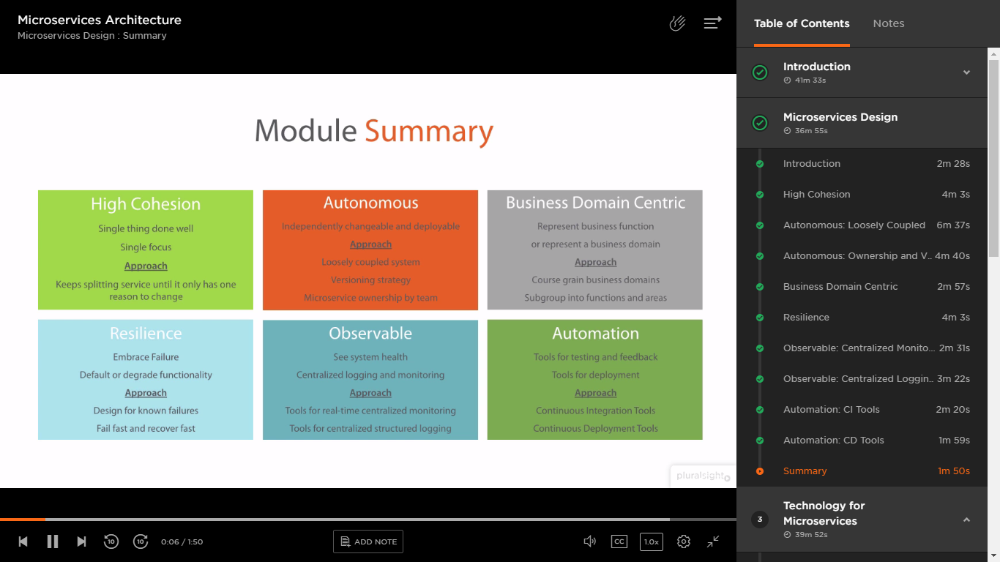 Microservices Architecture
Microservices Design : Summary
Module Summary
High Cohesion
Single thing done well
Single focus
Approach
Keeps splitting service until it only has one
reason to change
Autonomous
Independently changeable and deployable
Approach
Loosely coupled system
Versioning strategy
Microservice ownership by team
Business Domain Centric
Represent business function
or represent a business domain
Approach
Course grain business domains
Subgroup into functions and areas
Resilience
Embrace Failure
Default or degrade functionality
Approach
Design for known failures
Fail fast and recover fast
Observable
See system health
Centralized logging and monitoring
Approach
Tools for real-time centralized monitoring
Tools for centralized structured logging
Automation
Tools for testing and feedback
Tools for deployment
Approach
Continuous Integration Tools
Continuous Deployment Tools
pluralsight
10
10
0:06 / 1:50
ADD NOTE
CC
1.0x
Table of Contents Notes
Introduction
41m 33s
Microservices Design
36m 55s
Introduction 2m 28s
High Cohesion 4m 3s
Autonomous: Loosely Coupled 6m 37s
Autonomous: Ownership and V.. 4m 40s
Business Domain Centric 2m 57s
Resilience 4m 3s
Observable: Centralized Monito... 2m 31s
Observable: Centralized Loggin.. 3m 22s
Automation: CI Tools 2m 20s
Automation: CD Tools 1m 59s
Summary 1m 50s
3
Technology for
Microservices
39m 52s